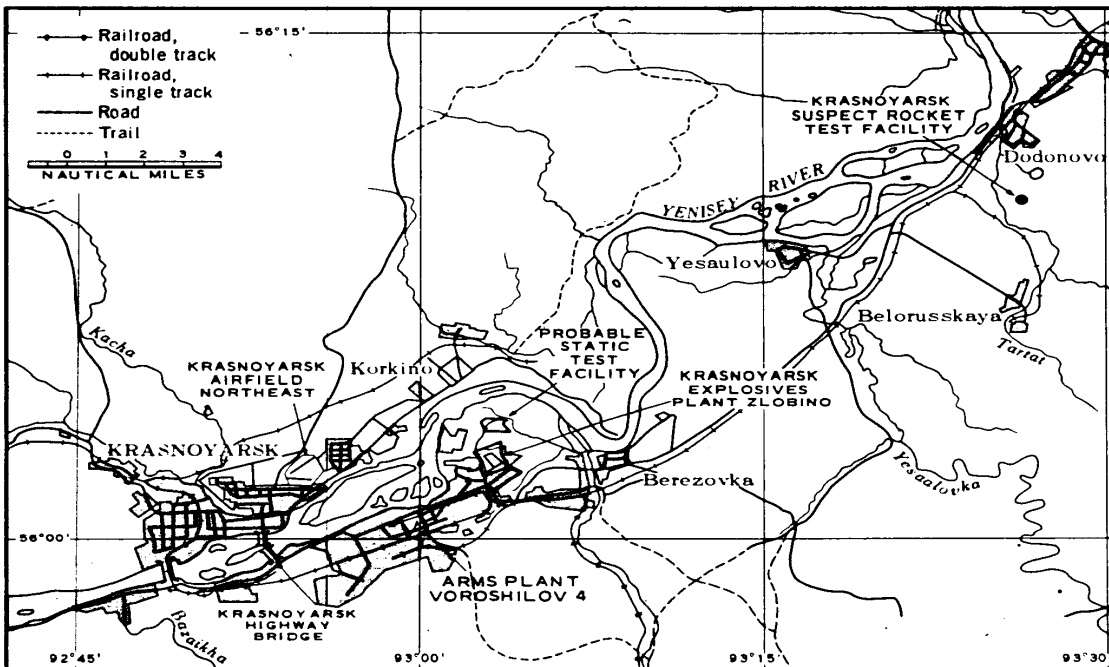 Railroad,
double track
Railroad,
single track
Road
Trail
0 1 2 3 4
NAUTICAL MILES
56°15'
KRASNOYARSK
SUSPECT ROCKET
TEST FACILITY
Dodonovo
YENISEY RIVER
Yesaulovo
Belorusskaya
Tartat
Kacha
KRASNOYARSK
AIRFIELD
NORTHEAST
Korkino
PROBABLE
STATIC TEST
FACILITY
KRASNOYARSK
EXPLOSIVES
PLANT ZLOBINO
KRASNOYARSK
Berezovka
Yesaalovka
56°00'
ARMS PLANT
VOROSHILOV 4
KRASNOYARSK
HIGHWAY
BRIDGE
Bazaikha
92°45'
93°00'
93°15'
93°30'